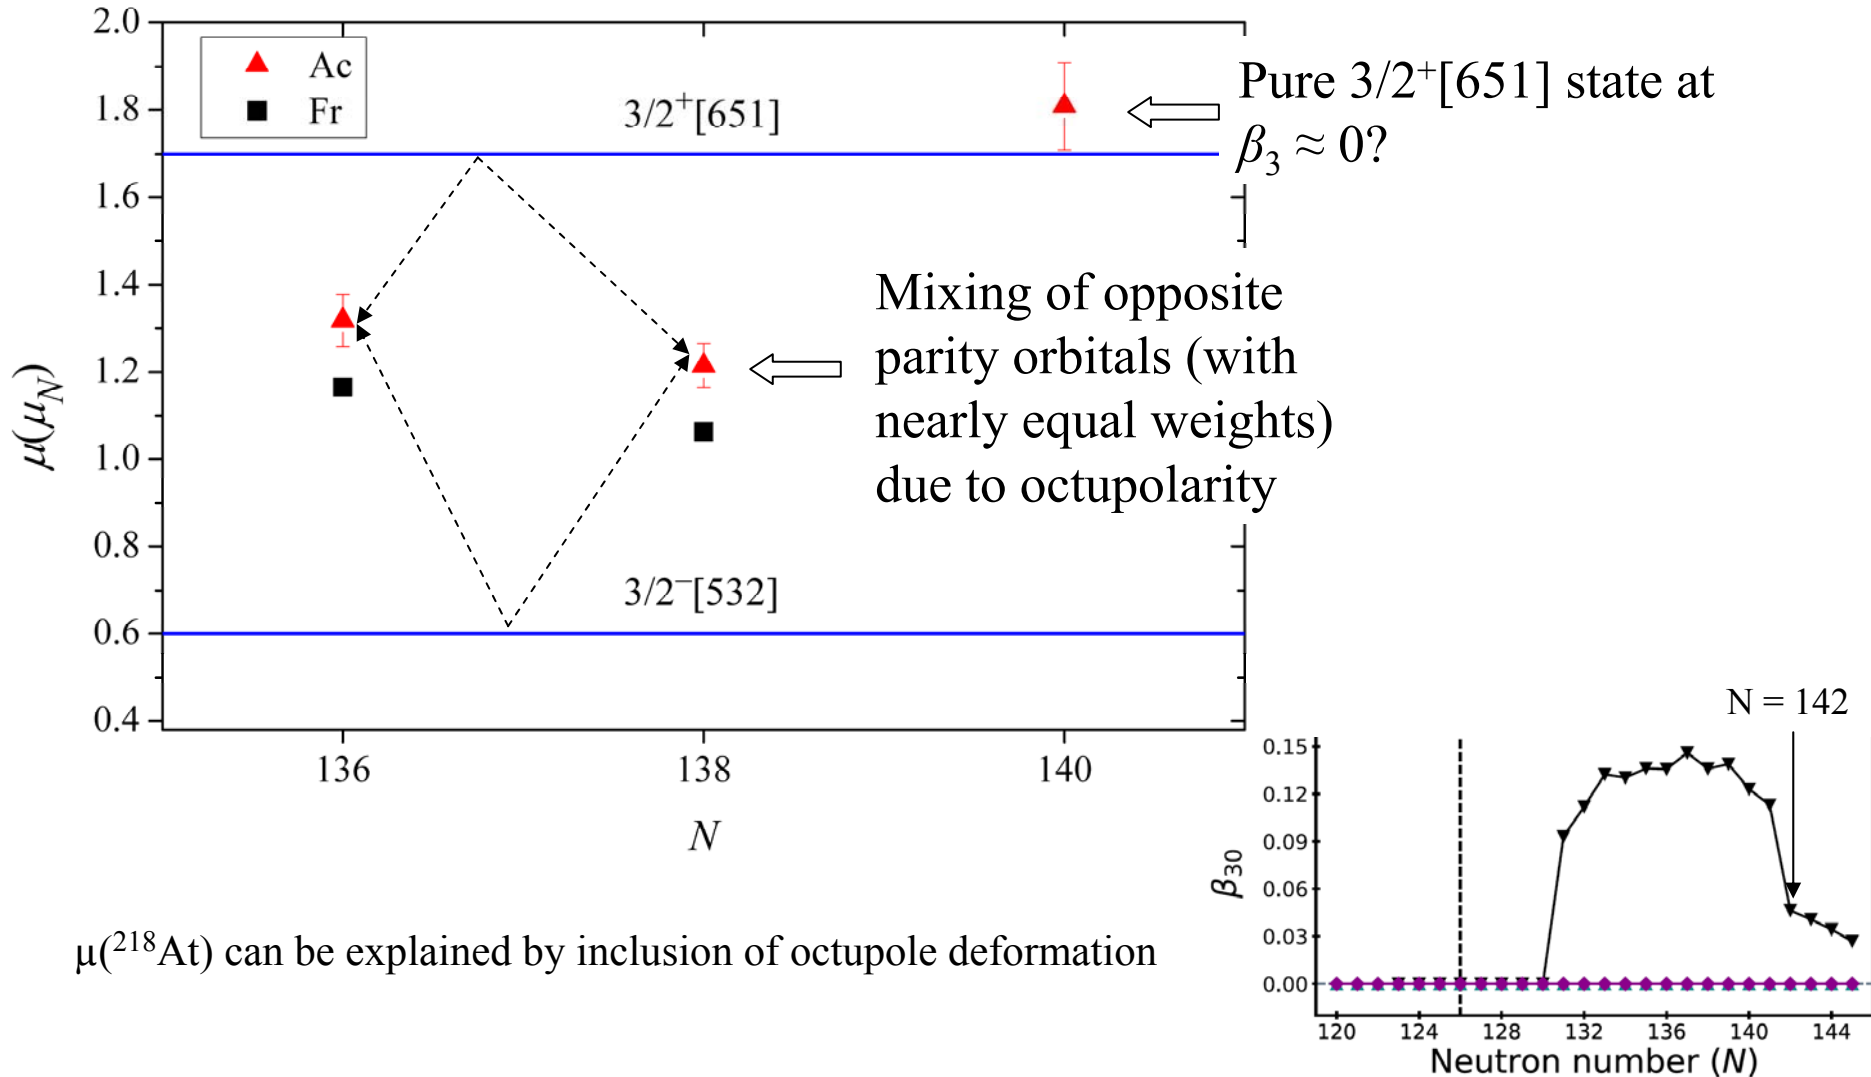 2.0
1.8
1.6
1.4
1.2
1.0
0.8
0.6
0.4
μ(μN)
Ac
Fr
3/2+[651]
3/2−[532]
136
138
140
N
Pure 3/2+[651] state at
β3 ≈ 0?
Mixing of opposite
parity orbitals (with
nearly equal weights)
due to octupolarity
μ(218At) can be explained by inclusion of octupole deformation
N = 142
0.15
0.12
0.09
0.06
0.03
0.00
β30
120
124
128
132
136
140
144
Neutron number (N)